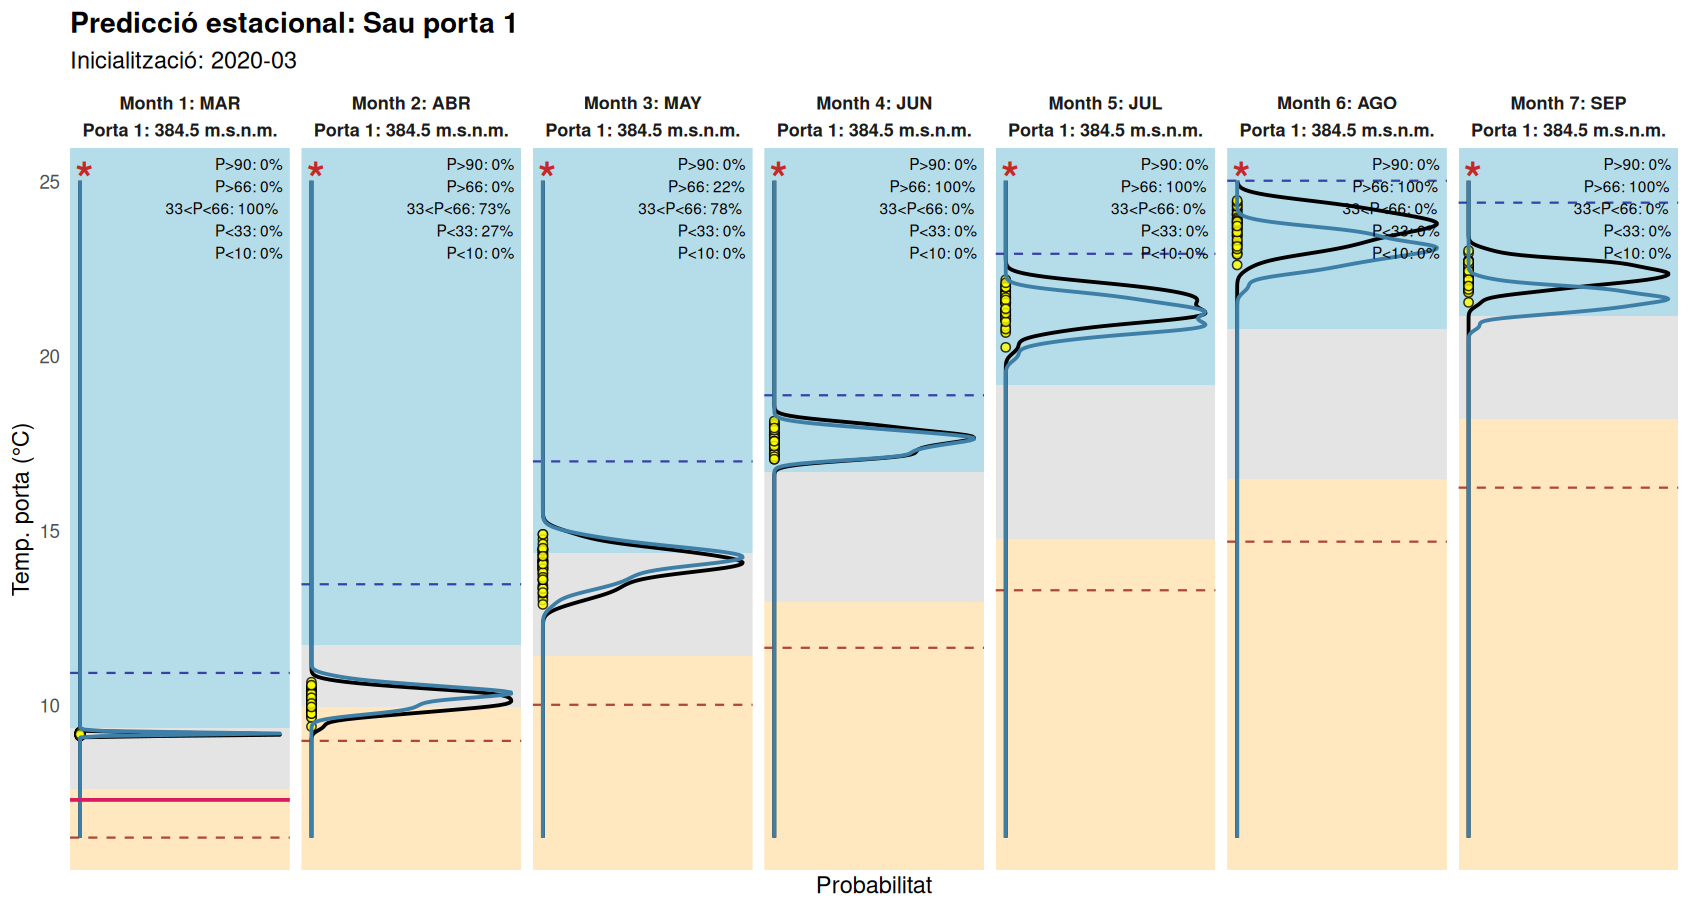 Predicció estacional: Sau porta 1
Inicialització: 2020-03
Month 1: MAR
Porta 1: 384.5 m.s.n.m.
Month 2: ABR
Porta 1: 384.5 m.s.n.m.
Month 3: MAY
Porta 1: 384.5 m.s.n.m.
Month 4: JUN
Porta 1: 384.5 m.s.n.m.
Month 5: JUL
Porta 1: 384.5 m.s.n.m.
Month 6: AGO
Porta 1: 384.5 m.s.n.m.
Month 7: SEP
Porta 1: 384.5 m.s.n.m.
*
P>90: 0%
P>66: 0%
33<P<66: 100%
P<33: 0%
P<10: 0%
*
P>90: 0%
P>66: 0%
33<P<66: 73%
P<33: 27%
P<10: 0%
*
P>90: 0%
P>66: 22%
33<P<66: 78%
P<33: 0%
P<10: 0%
*
P>90: 0%
P>66: 100%
33<P<66: 0%
P<33: 0%
P<10: 0%
*
P>90: 0%
P>66: 100%
33<P<66: 0%
P<33: 0%
P<10: 0%
*
P>90: 0%
P>66: 100%
33<P<66: 0%
P<33: 0%
P<10: 0%
*
P>90: 0%
P>66: 100%
33<P<66: 0%
P<33: 0%
P<10: 0%
25
20
15
10
Temp. porta (°C)
Probabilitat